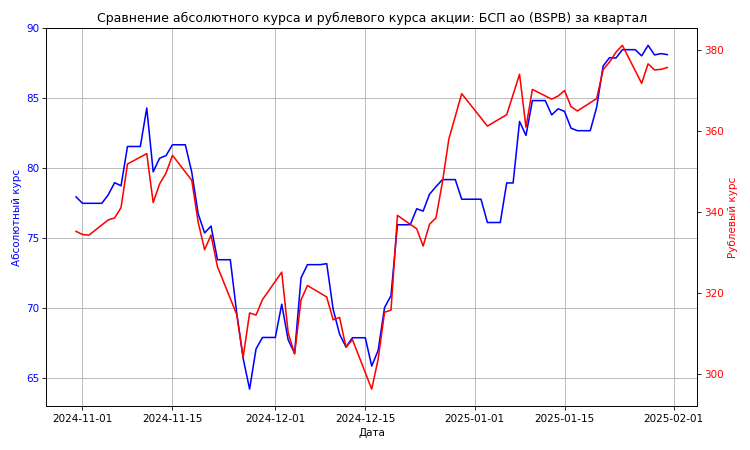 Сравнение абсолютного курса и рублевого курса акции: БСП ао (BSPB) за квартал
90
85
80
75
70
65
Абсолютный курс
380
360
340
320
300
Рублевый курс
2024-11-01 2024-11-15 2024-12-01 2024-12-15 2025-01-01 2025-01-15 2025-02-01
Дата